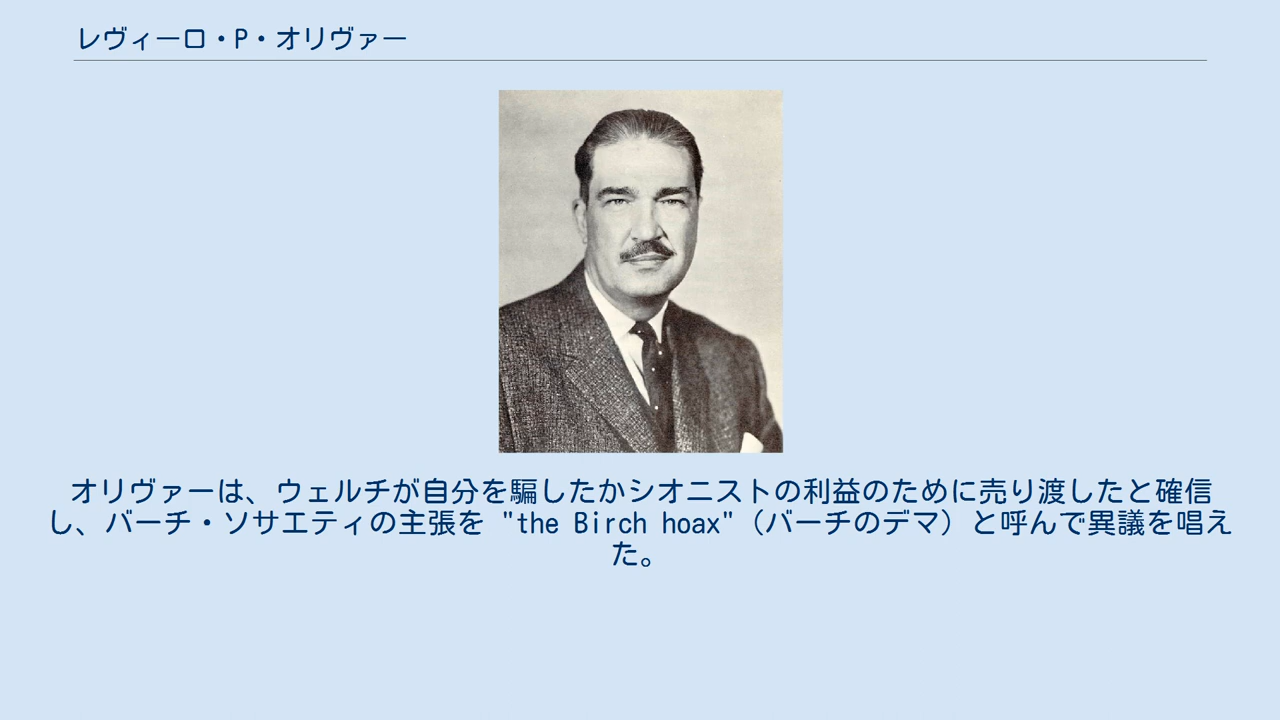 レヴィーロ・P・オリヴァー
オリヴァーは、ウェルチが自分を騙したかシオニストの利益のために売り渡したと確信
し、バーチ・ソサエティの主張を "the Birch hoax"（バーチのデマ）と呼んで異議を唱え
た。